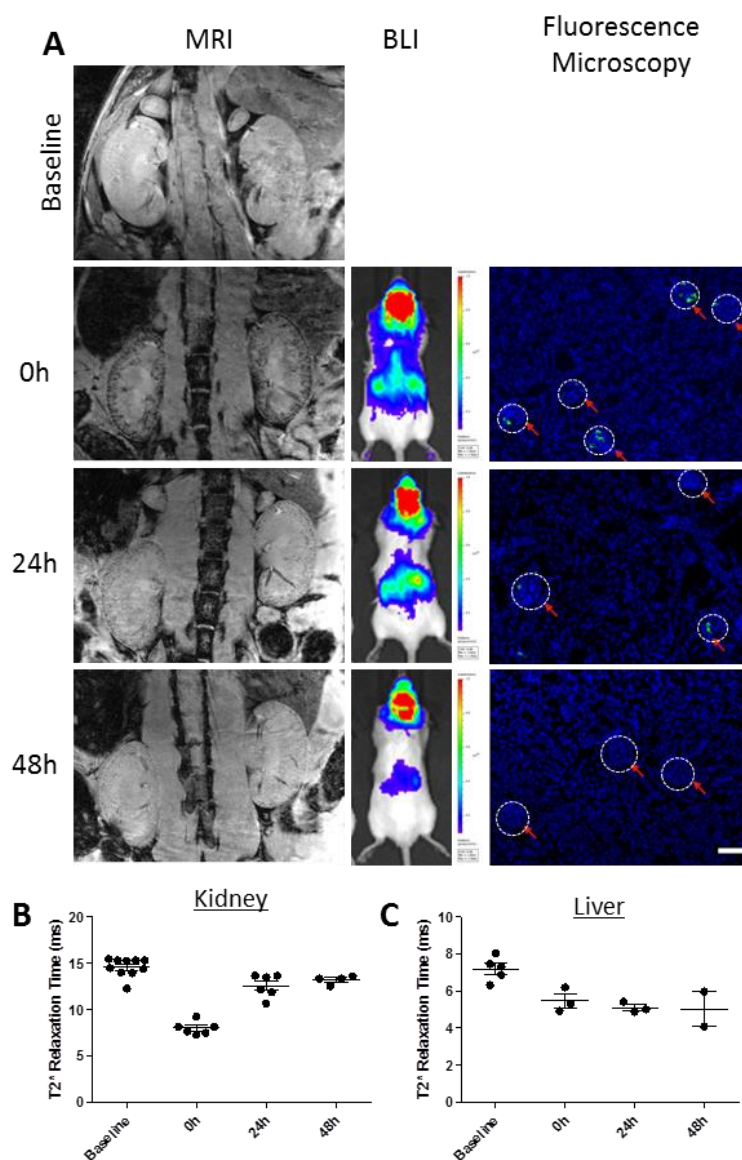 A
MRI
BLI
Fluorescence
Microscopy
Baseline
0h
24h
48h
B
Kidney
T2* Relaxation Time (ms)
20
15
10
5
0
Baseline
0h
24h
48h
C
Liver
T2* Relaxation Time (ms)
10
8
6
4
2
0
Baseline
0h
24h
48h